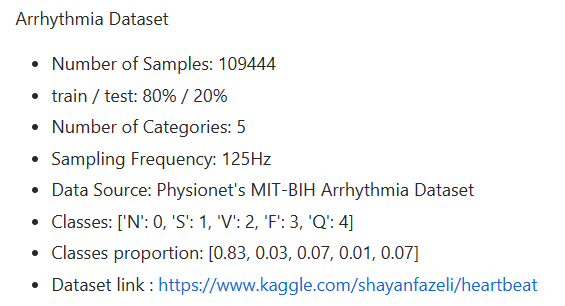 Arrhythmia Dataset
• Number of Samples: 109444
• train / test: 80% / 20%
• Number of Categories: 5
• Sampling Frequency: 125Hz
• Data Source: Physionet's MIT-BIH Arrhythmia Dataset
• Classes: ['N': 0, 'S': 1, 'V': 2, 'F': 3, 'Q': 4]
• Classes proportion: [0.83, 0.03, 0.07, 0.01, 0.07]
• Dataset link : https://www.kaggle.com/shayanfazeli/heartbeat